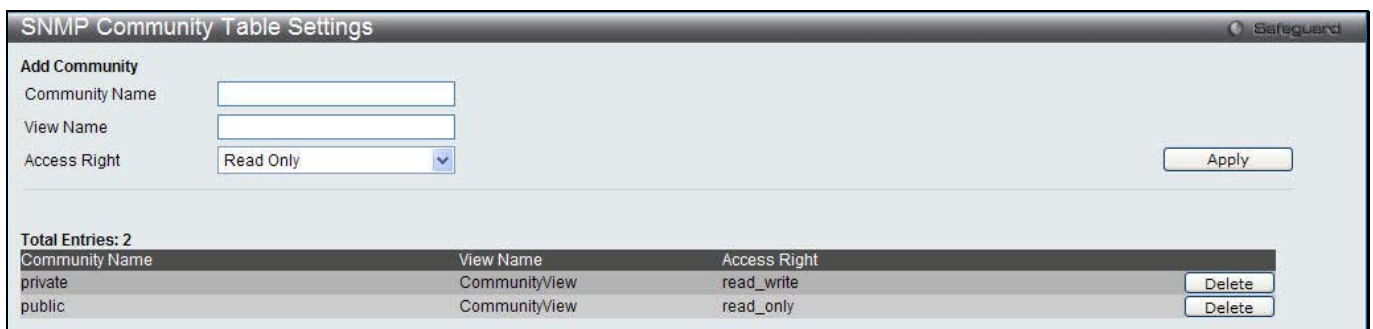 SNMP Community Table Settings
Safeguard
Add Community
Community Name
View Name
Access Right Read Only Apply
Total Entries: 2
Community Name View Name Access Right
private CommunityView read_write Delete
public CommunityView read_only Delete